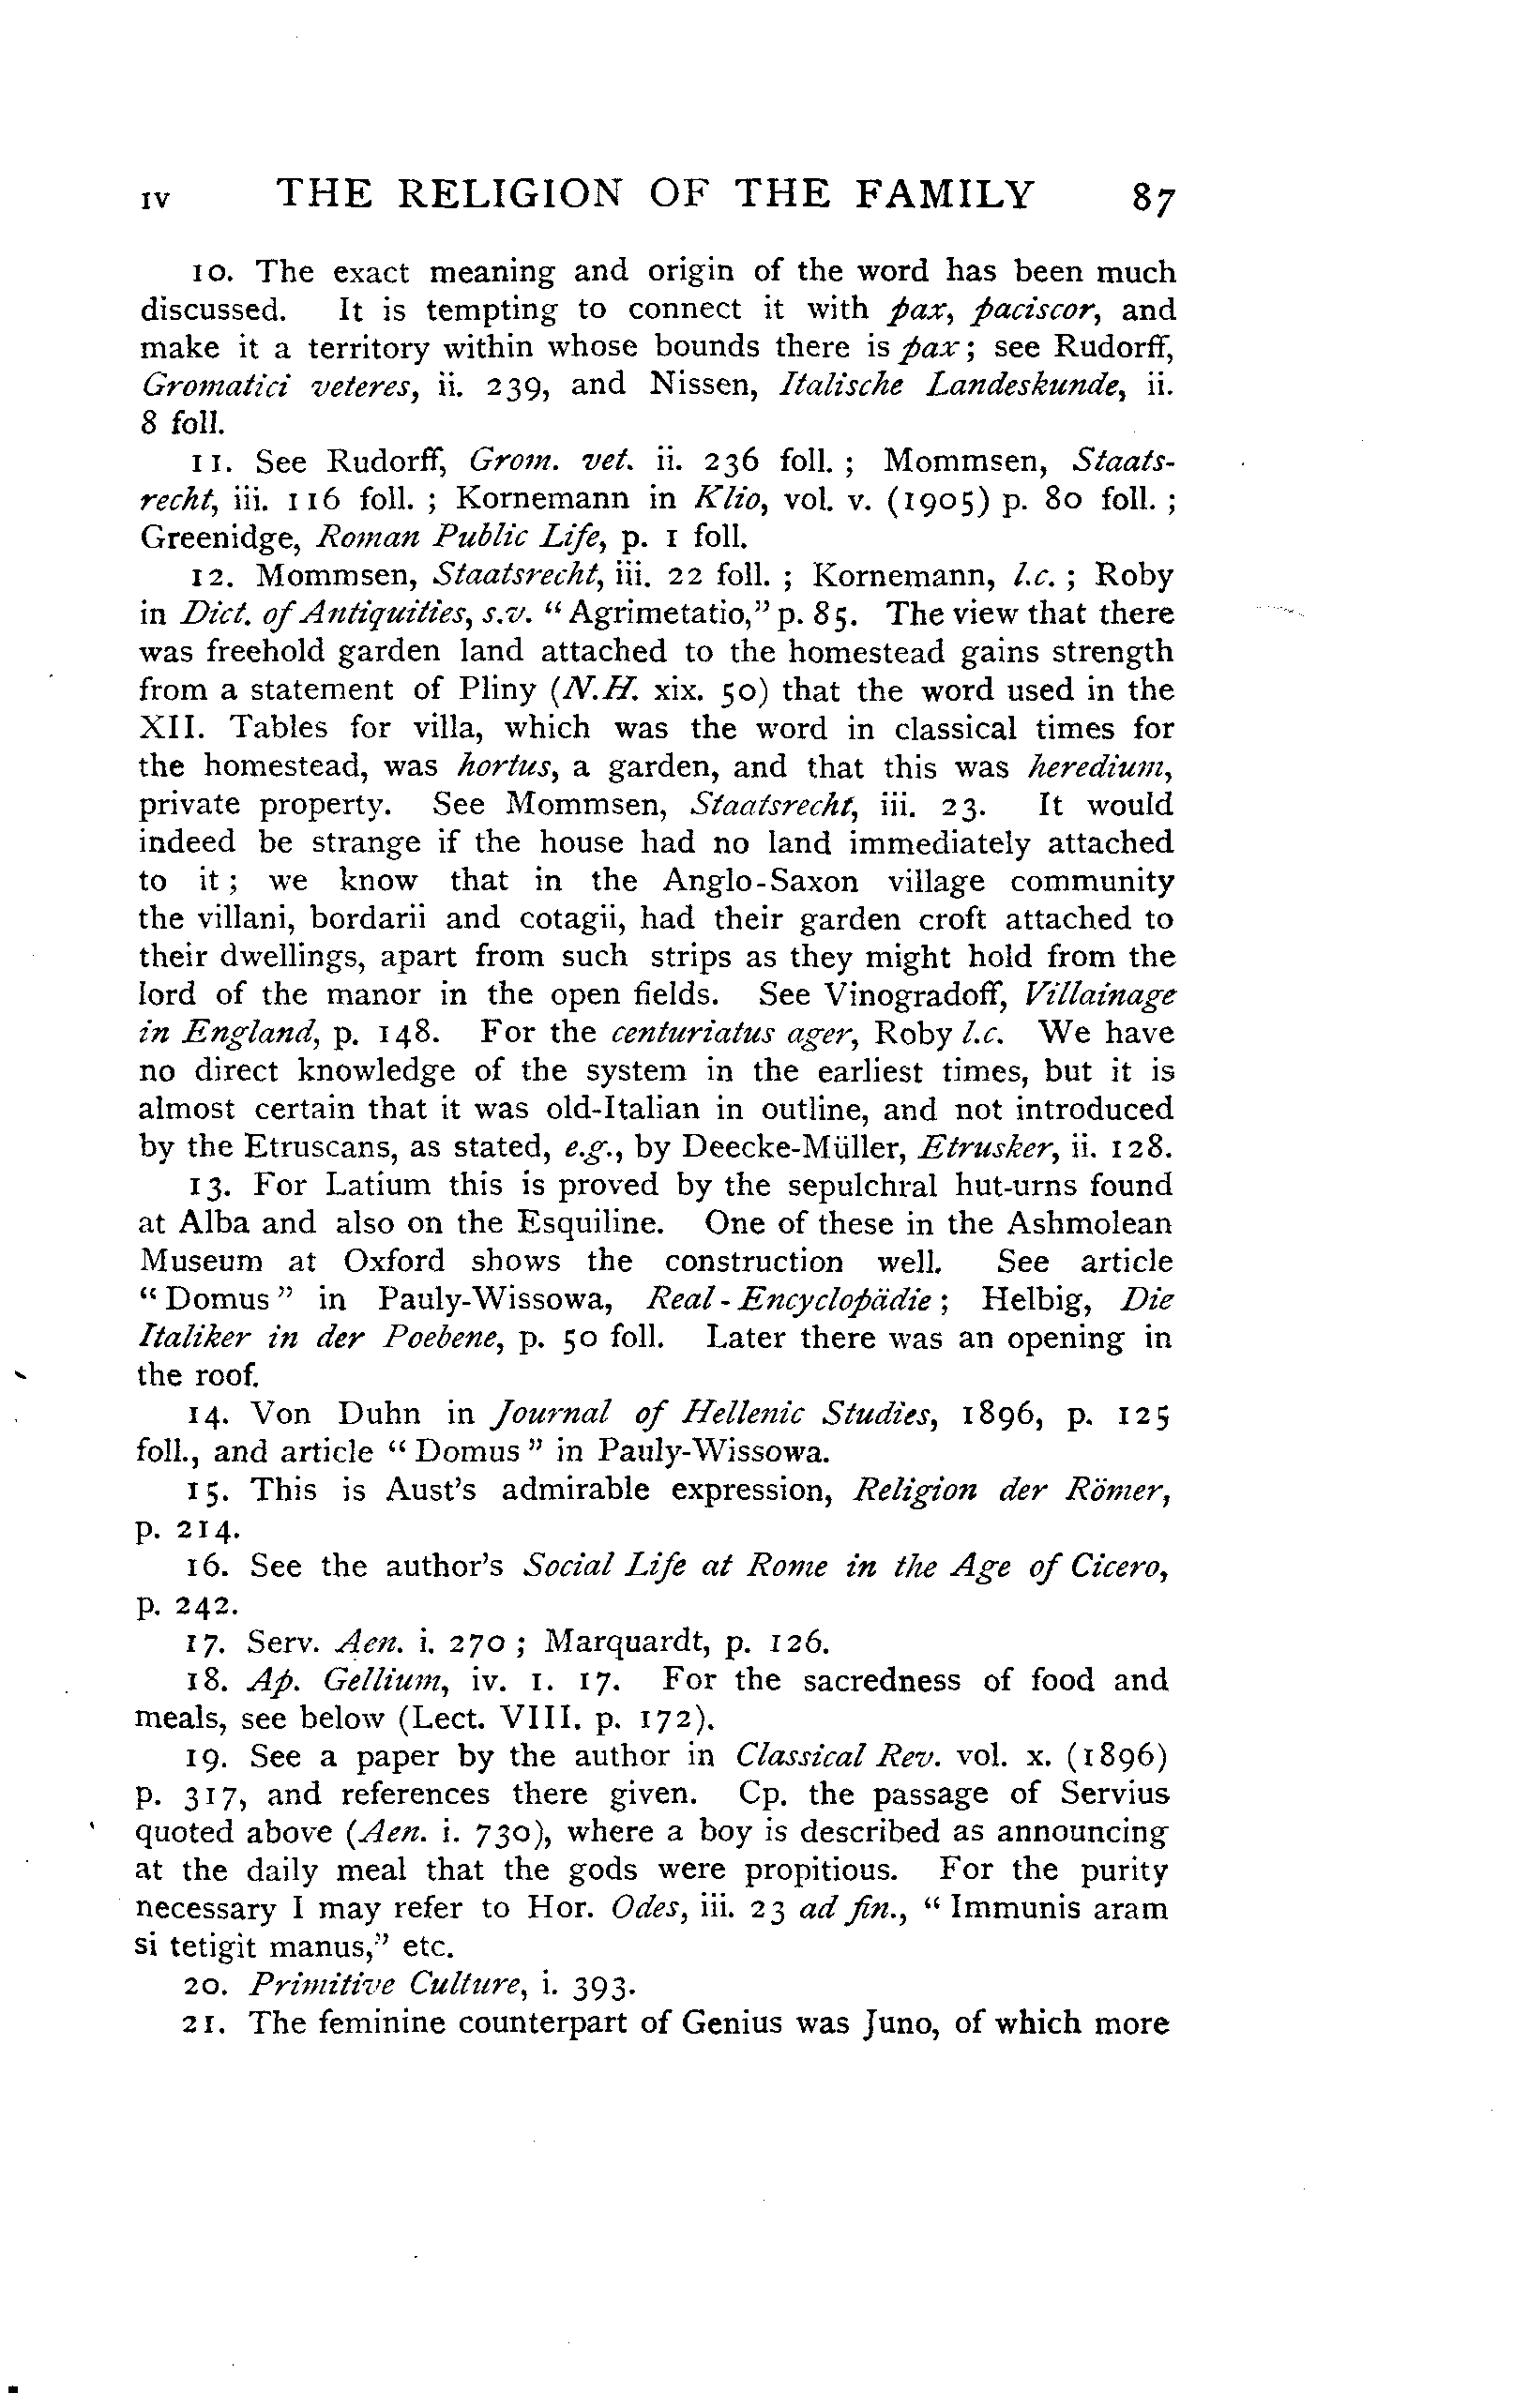 IV THE RELIGION OF THE FAMILY 87
10. The exact meaning and origin of the word has been much
discussed. It is tempting to connect it with pax, paciscor, and
make it a territory within whose bounds there is pax; see Rudorff,
Gromatici veteres, ii. 239, and Nissen, Italische Landeskunde, ii.
8 foll.
11. See Rudorff, Grom. vet. ii. 236 foll. ; Mommsen, Staats-
recht, iii. 116 foll. ; Kornemann in Klio, vol. v. (1905) p. 80 foll. ;
Greenidge, Roman Public Life, p. 1 foll.
12. Mommsen, Staatsrecht, iii. 22 foll. ; Kornemann, l.c. ; Roby
in Dict. of Antiquities, s.v. “Agrimetatio,” p. 85. The view that there
was freehold garden land attached to the homestead gains strength
from a statement of Pliny (N.H. xix. 50) that the word used in the
XII. Tables for villa, which was the word in classical times for
the homestead, was hortus, a garden, and that this was heredium,
private property. See Mommsen, Staatsrecht, iii. 23. It would
indeed be strange if the house had no land immediately attached
to it ; we know that in the Anglo-Saxon village community
the villani, bordarii and cotagii, had their garden croft attached to
their dwellings, apart from such strips as they might hold from the
lord of the manor in the open fields. See Vinogradoff, Villainage
in England, p. 148. For the centuriatus ager, Roby l.c. We have
no direct knowledge of the system in the earliest times, but it is
almost certain that it was old-Italian in outline, and not introduced
by the Etruscans, as stated, e.g., by Deecke-Müller, Etrusker, ii. 128.
13. For Latium this is proved by the sepulchral hut-urns found
at Alba and also on the Esquiline. One of these in the Ashmolean
Museum at Oxford shows the construction well. See article
“Domus” in Pauly-Wissowa, Real-Encyclopädie ; Helbig, Die
Italiker in der Poebene, p. 50 foll. Later there was an opening in
the roof.
14. Von Duhn in Journal of Hellenic Studies, 1896, p. 125
foll., and article “Domus” in Pauly-Wissowa.
15. This is Aust's admirable expression, Religion der Römer,
p. 214.
16. See the author's Social Life at Rome in the Age of Cicero,
p. 242.
17. Serv. Aen. i. 270 ; Marquardt, p. 126.
18. Ap. Gellium, iv. 1. 17. For the sacredness of food and
meals, see below (Lect. VIII. p. 172).
19. See a paper by the author in Classical Rev. vol. x. (1896)
p. 317, and references there given. Cp. the passage of Servius
quoted above (Aen. i. 730), where a boy is described as announcing
at the daily meal that the gods were propitious. For the purity
necessary I may refer to Hor. Odes, iii. 23 ad fin., “Immunis aram
si tetigit manus,” etc.
20. Primitive Culture, i. 393.
21. The feminine counterpart of Genius was Juno, of which more